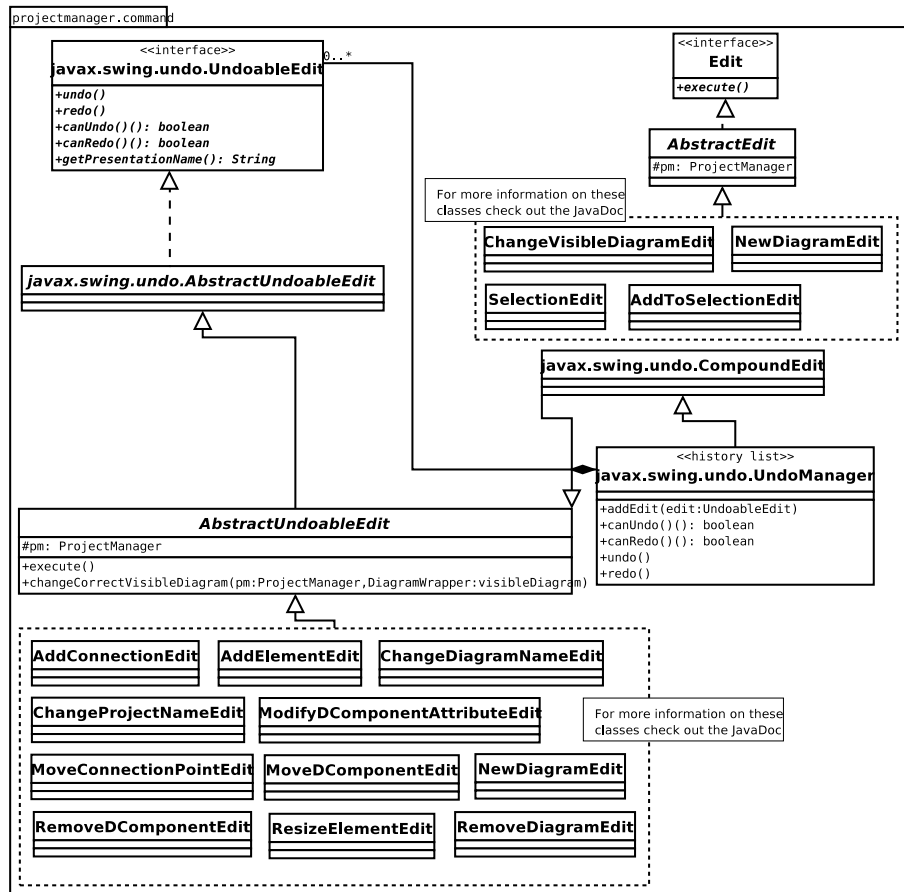 projectmanager.command
<<interface>>
javax.swing.undo.UndoableEdit
+undo()
+redo()
+canUndo()(): boolean
+canRedo()(): boolean
+getPresentationName(): String
0..*
<<interface>>
Edit
+execute()
AbstractEdit
#pm: ProjectManager
For more information on these
classes check out the JavaDoc
ChangeVisibleDiagramEdit
NewDiagramEdit
SelectionEdit
AddToSelectionEdit
javax.swing.undo.AbstractUndoableEdit
javax.swing.undo.CompoundEdit
<<history list>>
javax.swing.undo.UndoManager
+addEdit(edit:UndoableEdit)
+canUndo()(): boolean
+canRedo()(): boolean
+undo()
+redo()
AbstractUndoableEdit
#pm: ProjectManager
+execute()
+changeCorrectVisibleDiagram(pm:ProjectManager,DiagramWrapper:visibleDiagram)
AddConnectionEdit
AddElementEdit
ChangeDiagramNameEdit
ChangeProjectNameEdit
ModifyDComponentAttributeEdit
For more information on these
classes check out the JavaDoc
MoveConnectionPointEdit
MoveDComponentEdit
NewDiagramEdit
RemoveDComponentEdit
ResizeElementEdit
RemoveDiagramEdit